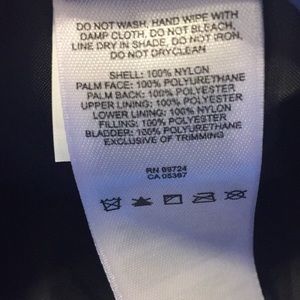 DO NOT WASH, HAND WIPE WITH
DAMP CLOTH, DO NOT BLEACH,
LINE DRY IN SHADE, DO NOT IRON,
DO NOT DRYCLEAN
SHELL: 100% NYLON
PALM FACE: 100% POLYURETHANE
PALM BACK: 100% POLYESTER
UPPER LINING: 100% POLYESTER
LOWER LINING: 100% NYLON
FILLING: 100% POLYESTER
BLADDER: 100% POLYURETHANE
EXCLUSIVE OF TRIMMING
RN 99724
CA 05367